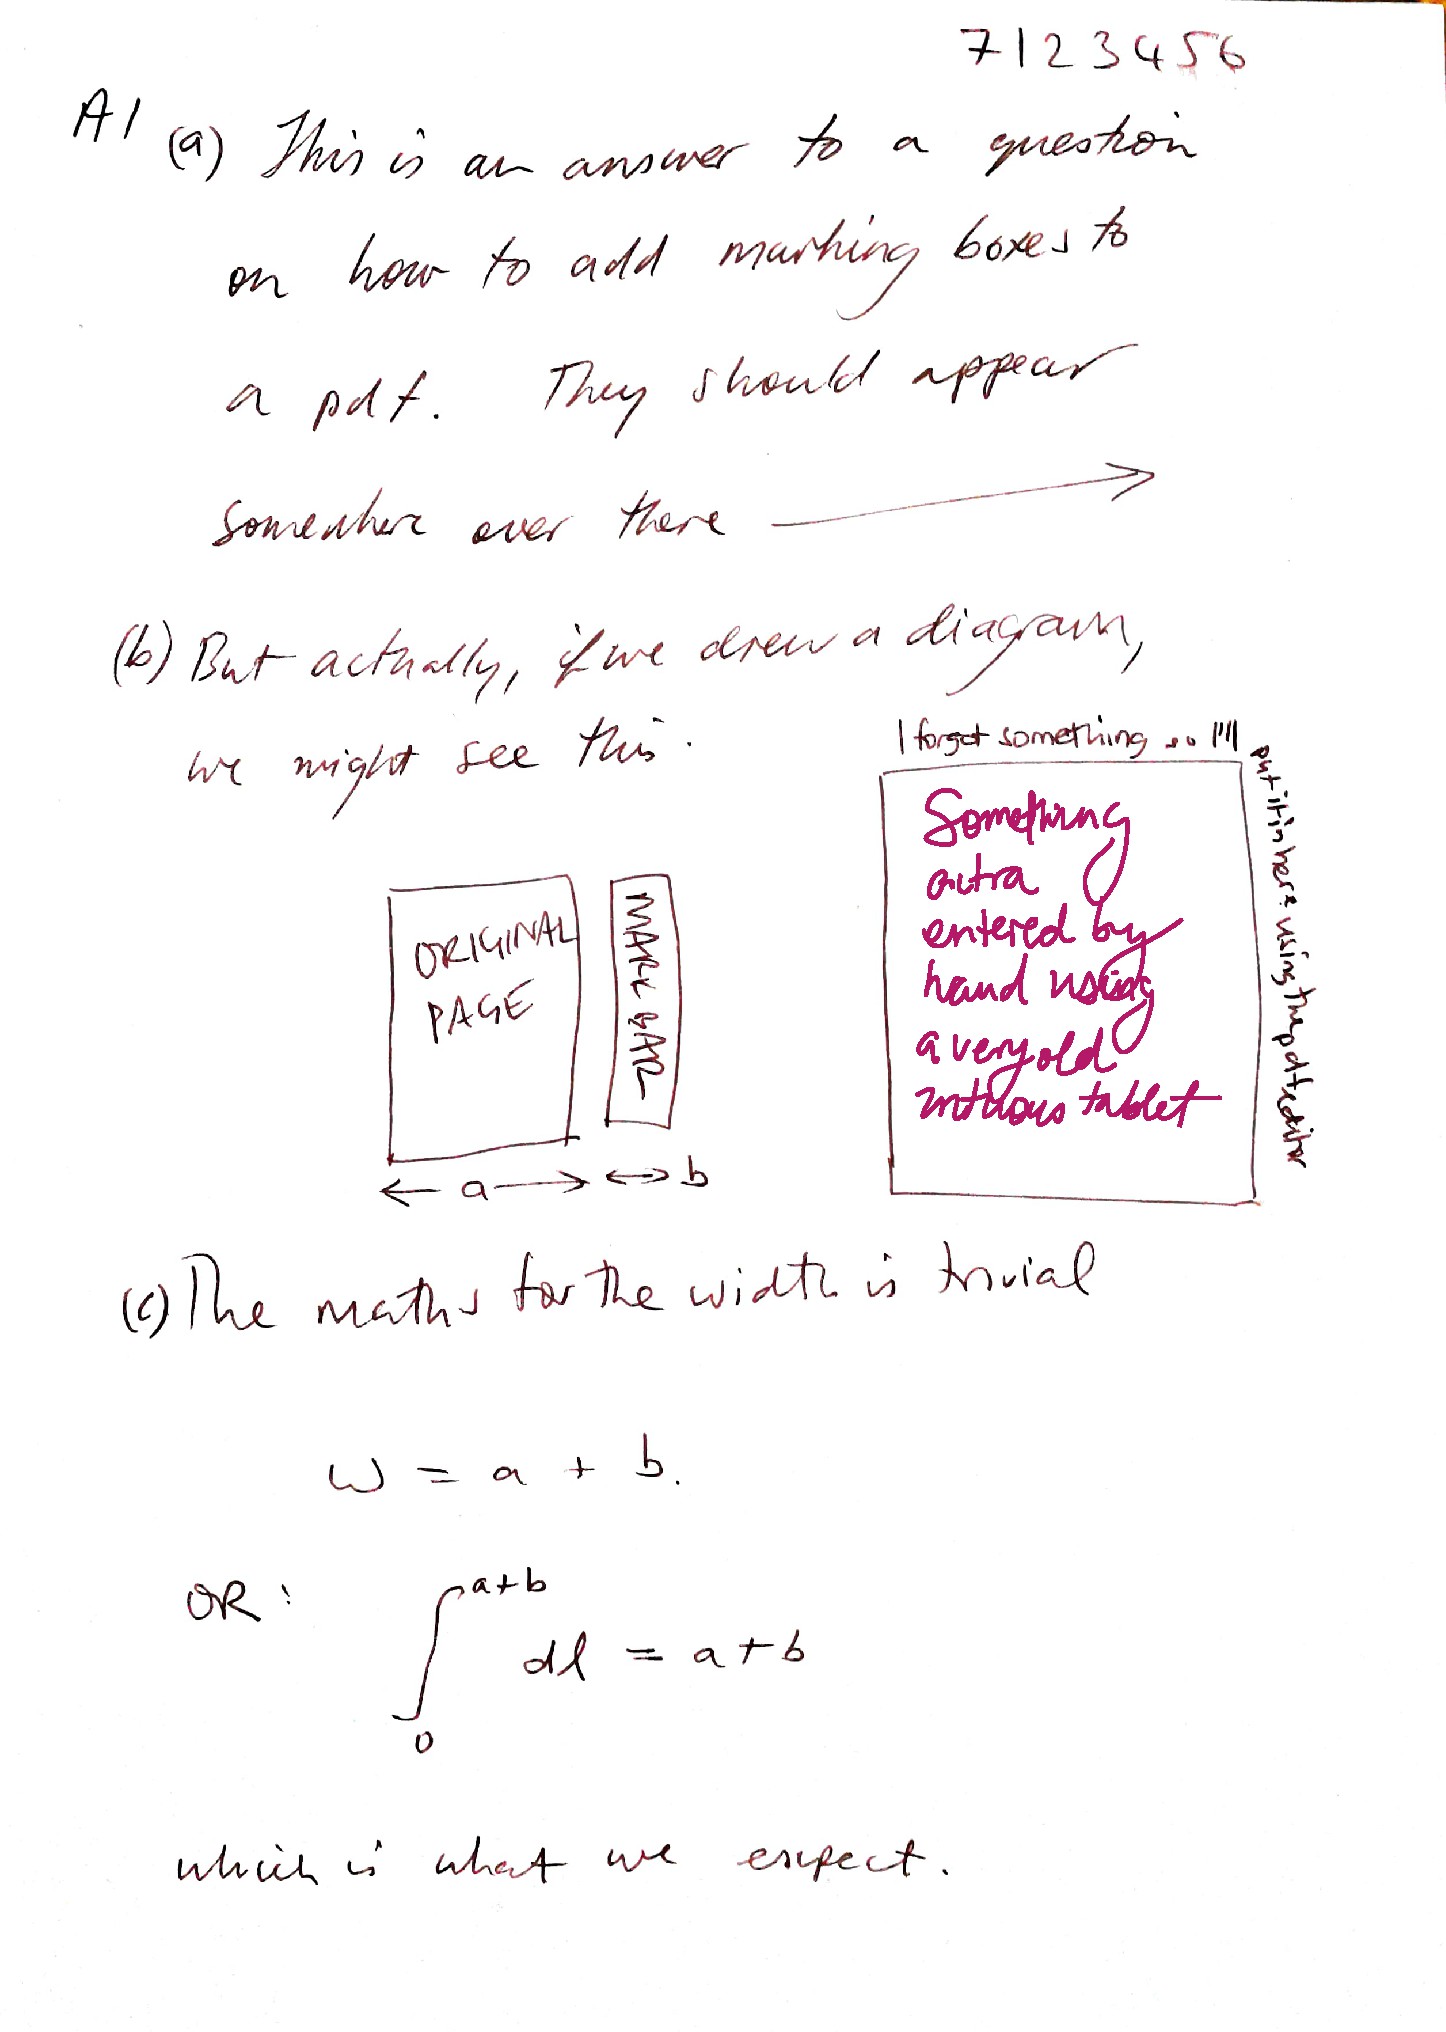 7123456
A1 (a) This is an answer to a question
on how to add marking boxes to
a pdf. They should appear
somewhere over there
(b) But actually, if we drew a diagram,
we might see this.
ORIGINAL
PAGE
MARK BAR
a b
I forgot something so I'll
put it in here using the pdf editor
Something
extra
entered by
hand using
a very old
intuous tablet
(c) The maths for the width is trivial
w = a + b.
OR: ∫₀^(a+b) dl = a+b
which is what we expect.